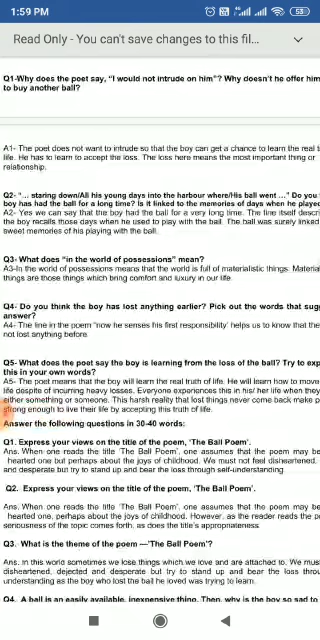 1:59 PM
53
Read Only - You can't save changes to this fil...
Q1-Why does the poet say, "I would not intrude on him"? Why doesn't he offer him
to buy another ball?
A1- The poet does not want to intrude so that the boy can get a chance to learn the real t
life. He has to learn to accept the loss. The loss here means the most important thing or
relationship.
Q2- "... staring down/All his young days into the harbour where/His ball went ..." Do you
boy has had the ball for a long time? Is it linked to the memories of days when he playe
A2- Yes we can say that the boy had the ball for a very long time. The line itself descri
the boy recalls those days when he used to play with the ball. The ball was surely linked
sweet memories of his playing with the ball.
Q3- What does "in the world of possessions" mean?
A3-In the world of possessions means that the world is full of materialistic things. Materia
things are those things which bring comfort and luxury in our life
Q4- Do you think the boy has lost anything earlier? Pick out the words that sug
answer?
A4- The line in the poem "now he senses his first responsibility' helps us to know that the
not lost anything before.
Q5- What does the poet say the boy is learning from the loss of the ball? Try to exp
this in your own words?
A5- The poet means that the boy will learn the real truth of life. He will learn how to move
life despite of incurring heavy losses. Everyone experiences this in his/ her life when they
either something or someone. This harsh reality that lost things never come back make p
strong enough to live their life by accepting this truth of life.
Answer the following questions in 30-40 words:
Q1. Express your views on the title of the poem, 'The Ball Poem'.
Ans. When one reads the title 'The Ball Poem', one assumes that the poem may be
hearted one but perhaps about the joys of childhood. We must not feel disheartened,
and desperate but try to stand up and bear the loss through self-understanding.
Q2. Express your views on the title of the poem, 'The Ball Poem'.
Ans. When one reads the title 'The Ball Poem', one assumes that the poem may be
hearted one, perhaps about the joys of childhood. However, as the reader reads the p
seriousness of the topic comes forth, as does the title's appropriateness.
Q3. What is the theme of the poem —'The Ball Poem'?
Ans. In this world sometimes we lose things which we love and are attached to. We mus
disheartened, dejected and desperate but try to stand up and bear the loss throu
understanding as the boy who lost the ball he loved was trying to learn.
Q4. A ball is an easily available, inexpensive thing. Then, why is the boy so sad to